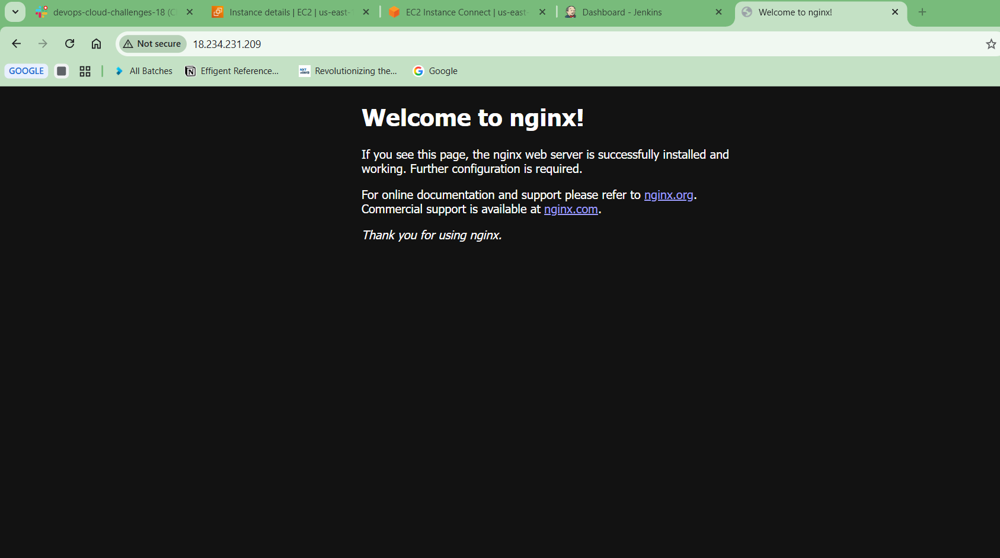 devops-cloud-challenges-18 (C
Instance details | EC2 | us-east-1
EC2 Instance Connect | us-east-
Dashboard - Jenkins
Welcome to nginx!
Not secure
18.234.231.209
GOOGLE
All Batches
Effigent Reference...
Revolutionizing the...
Google
Welcome to nginx!
If you see this page, the nginx web server is successfully installed and
working. Further configuration is required.
For online documentation and support please refer to nginx.org.
Commercial support is available at nginx.com.
Thank you for using nginx.